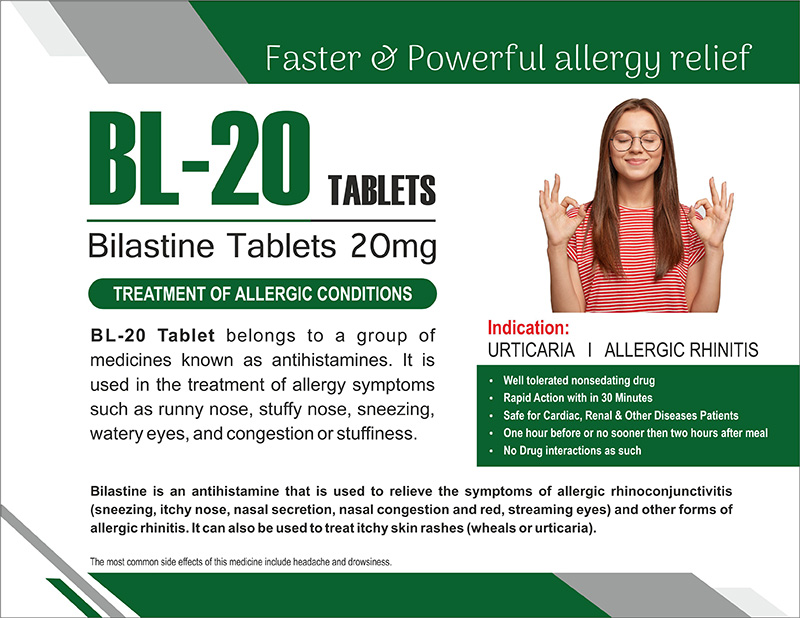 Faster & Powerful allergy relief
BL-20 TABLETS
Bilastine Tablets 20mg
TREATMENT OF ALLERGIC CONDITIONS
BL-20 Tablet belongs to a group of
medicines known as antihistamines. It is
used in the treatment of allergy symptoms
such as runny nose, stuffy nose, sneezing,
watery eyes, and congestion or stuffiness.
Indication:
URTICARIA I ALLERGIC RHINITIS
• Well tolerated nonsedating drug
• Rapid Action with in 30 Minutes
• Safe for Cardiac, Renal & Other Diseases Patients
• One hour before or no sooner then two hours after meal
• No Drug interactions as such
Bilastine is an antihistamine that is used to relieve the symptoms of allergic rhinoconjunctivitis
(sneezing, itchy nose, nasal secretion, nasal congestion and red, streaming eyes) and other forms of
allergic rhinitis. It can also be used to treat itchy skin rashes (wheals or urticaria).
The most common side effects of this medicine include headache and drowsiness.